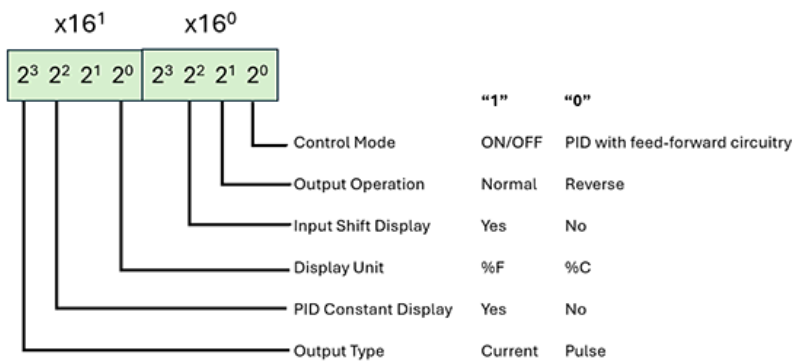 x16¹ x16⁰
2³ 2² 2¹ 2⁰ 2³ 2² 2¹ 2⁰
“1” “0”
Control Mode ON/OFF PID with feed-forward circuitry
Output Operation Normal Reverse
Input Shift Display Yes No
Display Unit %F %C
PID Constant Display Yes No
Output Type Current Pulse